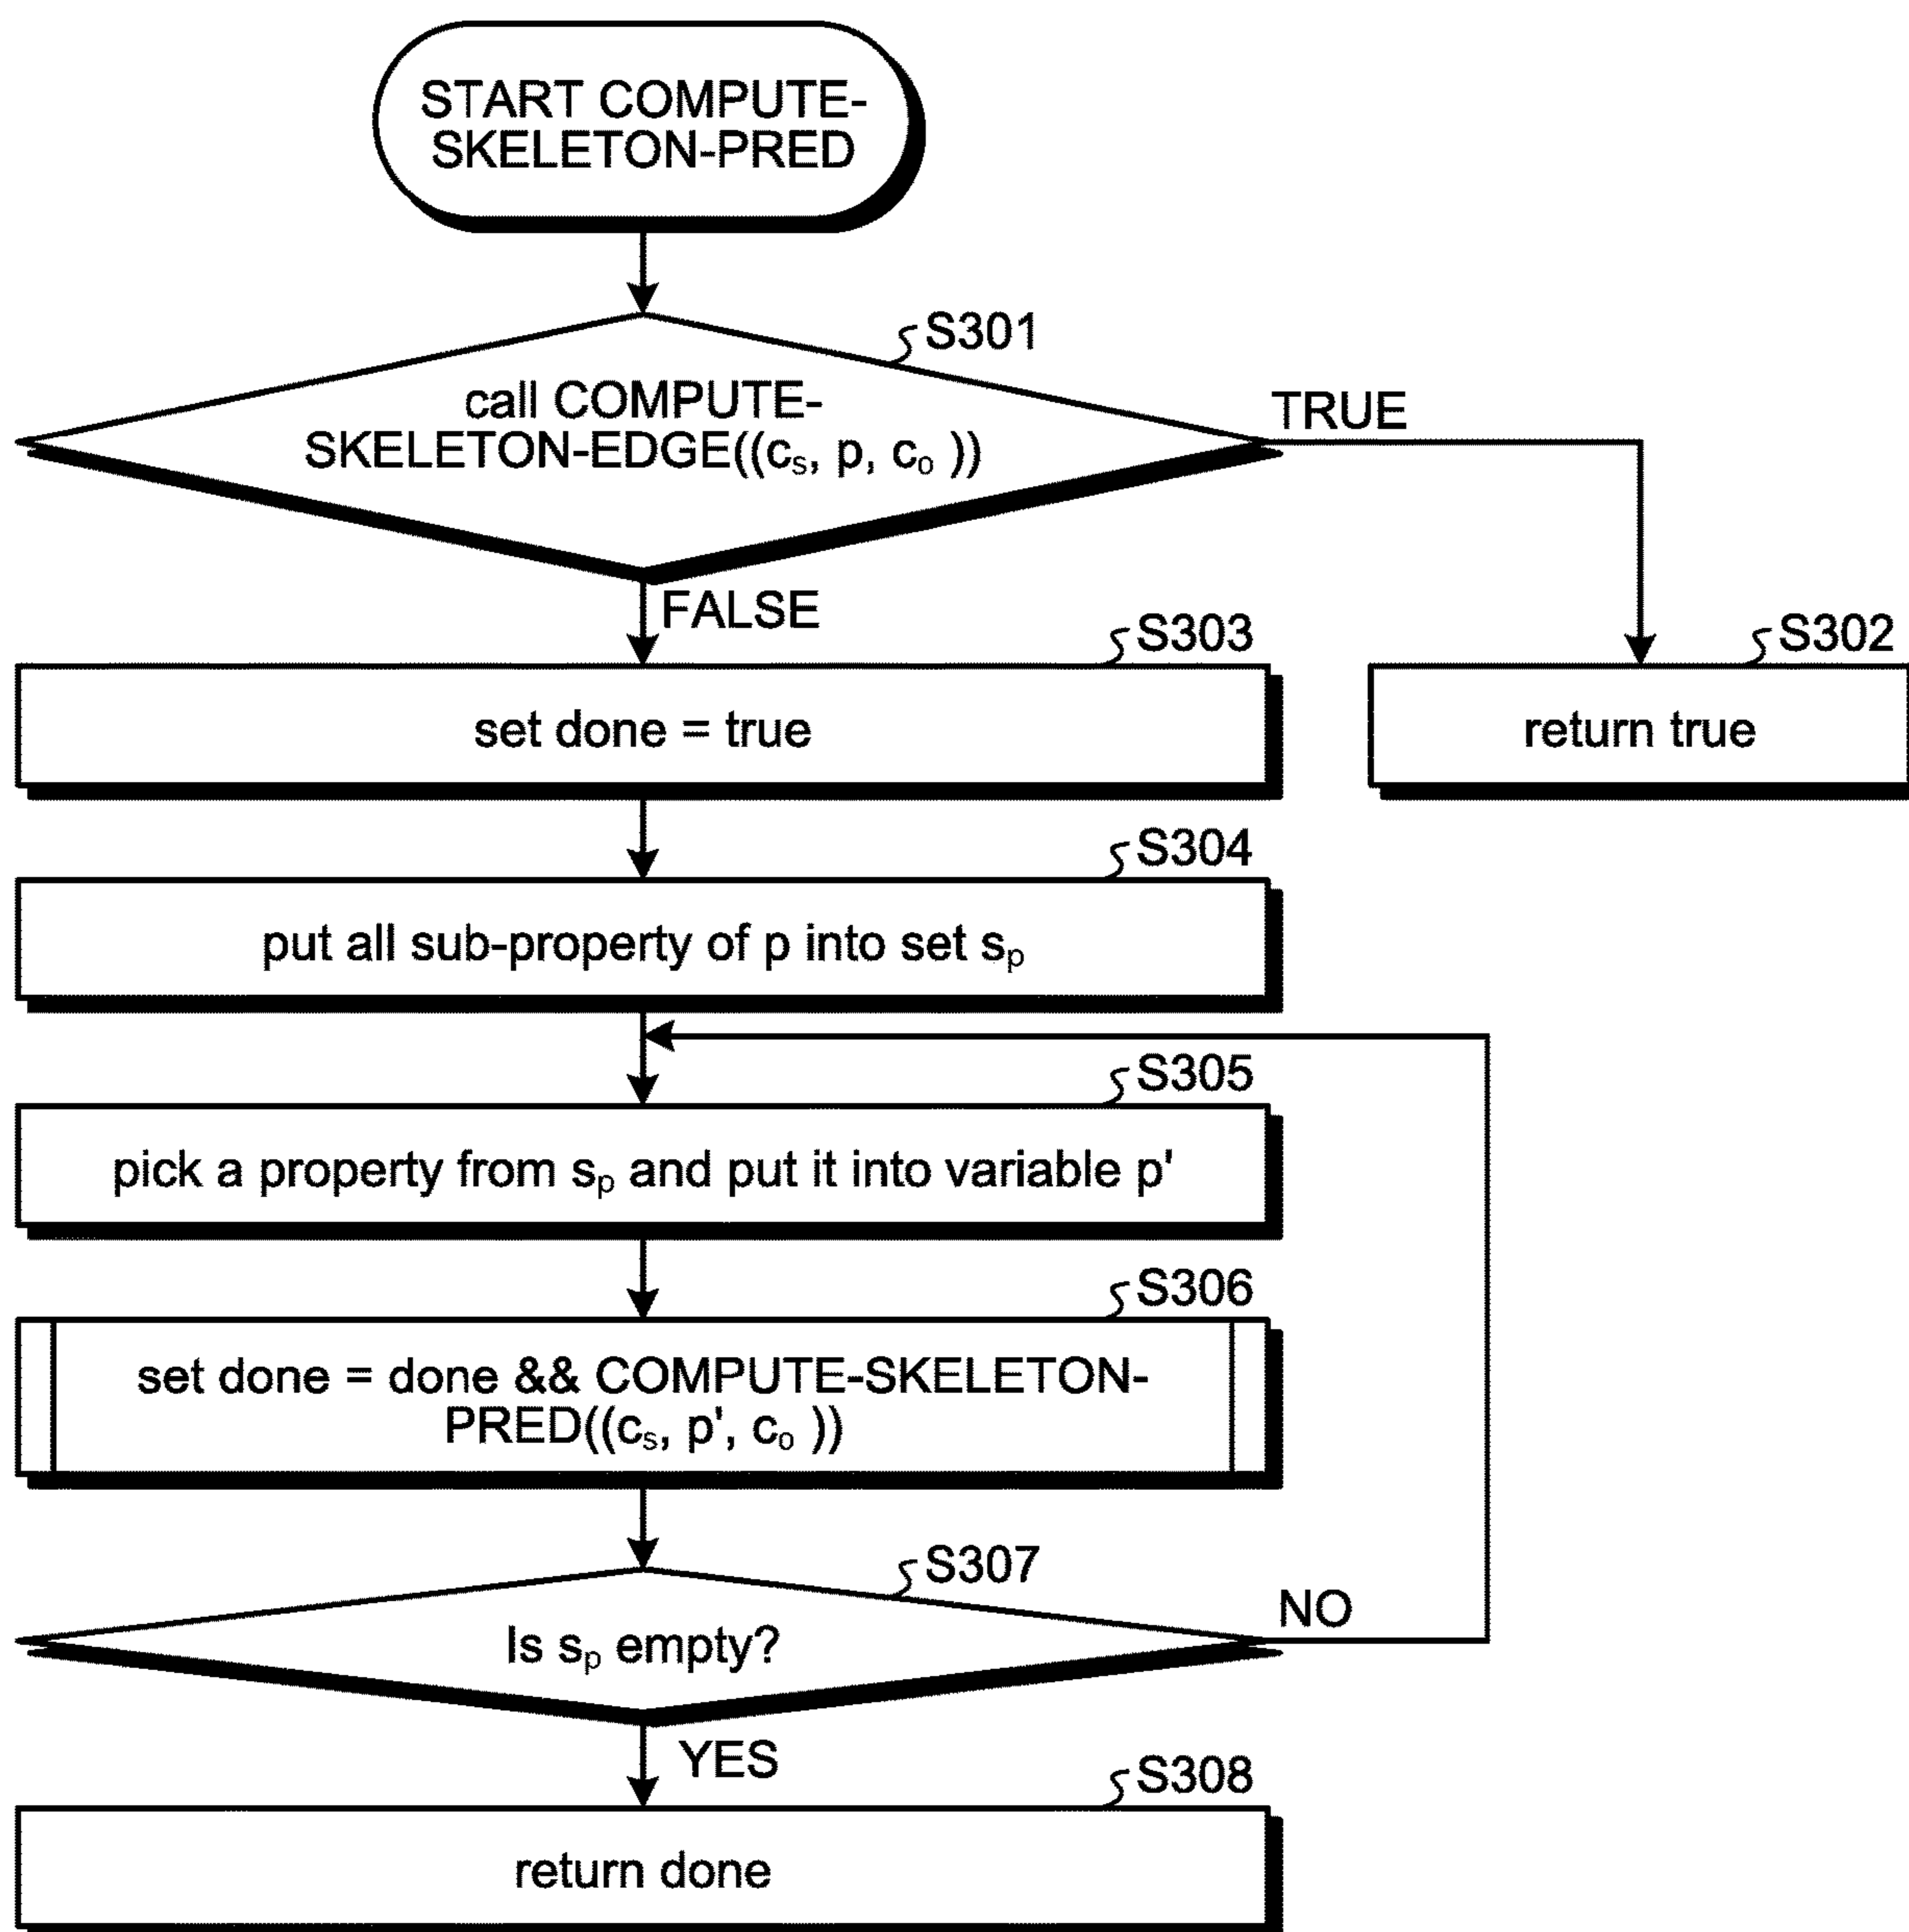 START COMPUTE-
SKELETON-PRED
S301
call COMPUTE-
SKELETON-EDGE((cₛ, p, cₒ ))
TRUE
FALSE
S303
S302
set done = true
return true
S304
put all sub-property of p into set sₚ
S305
pick a property from sₚ and put it into variable p'
S306
set done = done && COMPUTE-SKELETON-
PRED((cₛ, p', cₒ ))
S307
NO
Is sₚ empty?
YES
S308
return done